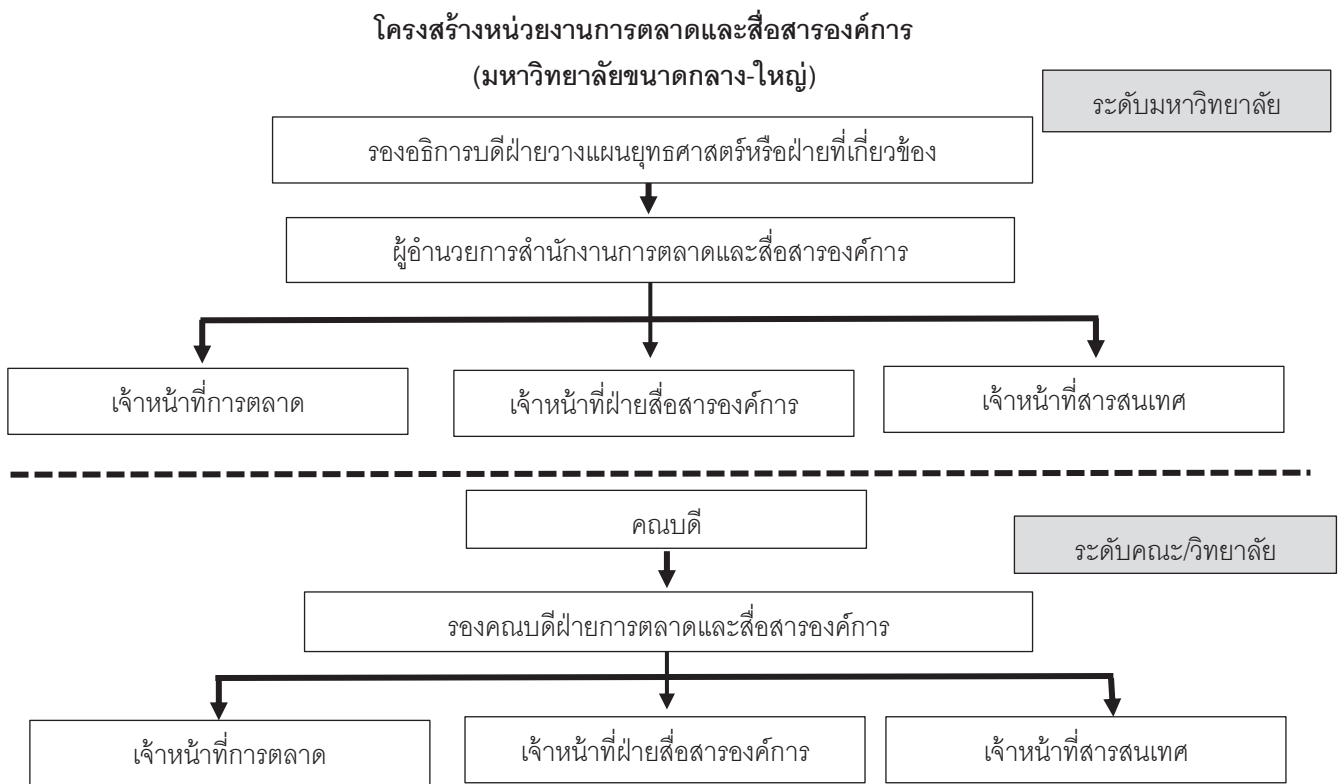 โครงสร้างหน่วยงานการตลาดและสื่อสารองค์การ
(มหาวิทยาลัยขนาดกลาง-ใหญ่)
ระดับมหาวิทยาลัย
รองอธิการบดีฝ่ายวางแผนยุทธศาสตร์หรือฝ่ายที่เกี่ยวข้อง
ผู้อำนวยการสำนักงานการตลาดและสื่อสารองค์การ
เจ้าหน้าที่การตลาด
เจ้าหน้าที่ฝ่ายสื่อสารองค์การ
เจ้าหน้าที่สารสนเทศ
คณบดี
ระดับคณะ/วิทยาลัย
รองคณบดีฝ่ายการตลาดและสื่อสารองค์การ
เจ้าหน้าที่การตลาด
เจ้าหน้าที่ฝ่ายสื่อสารองค์การ
เจ้าหน้าที่สารสนเทศ